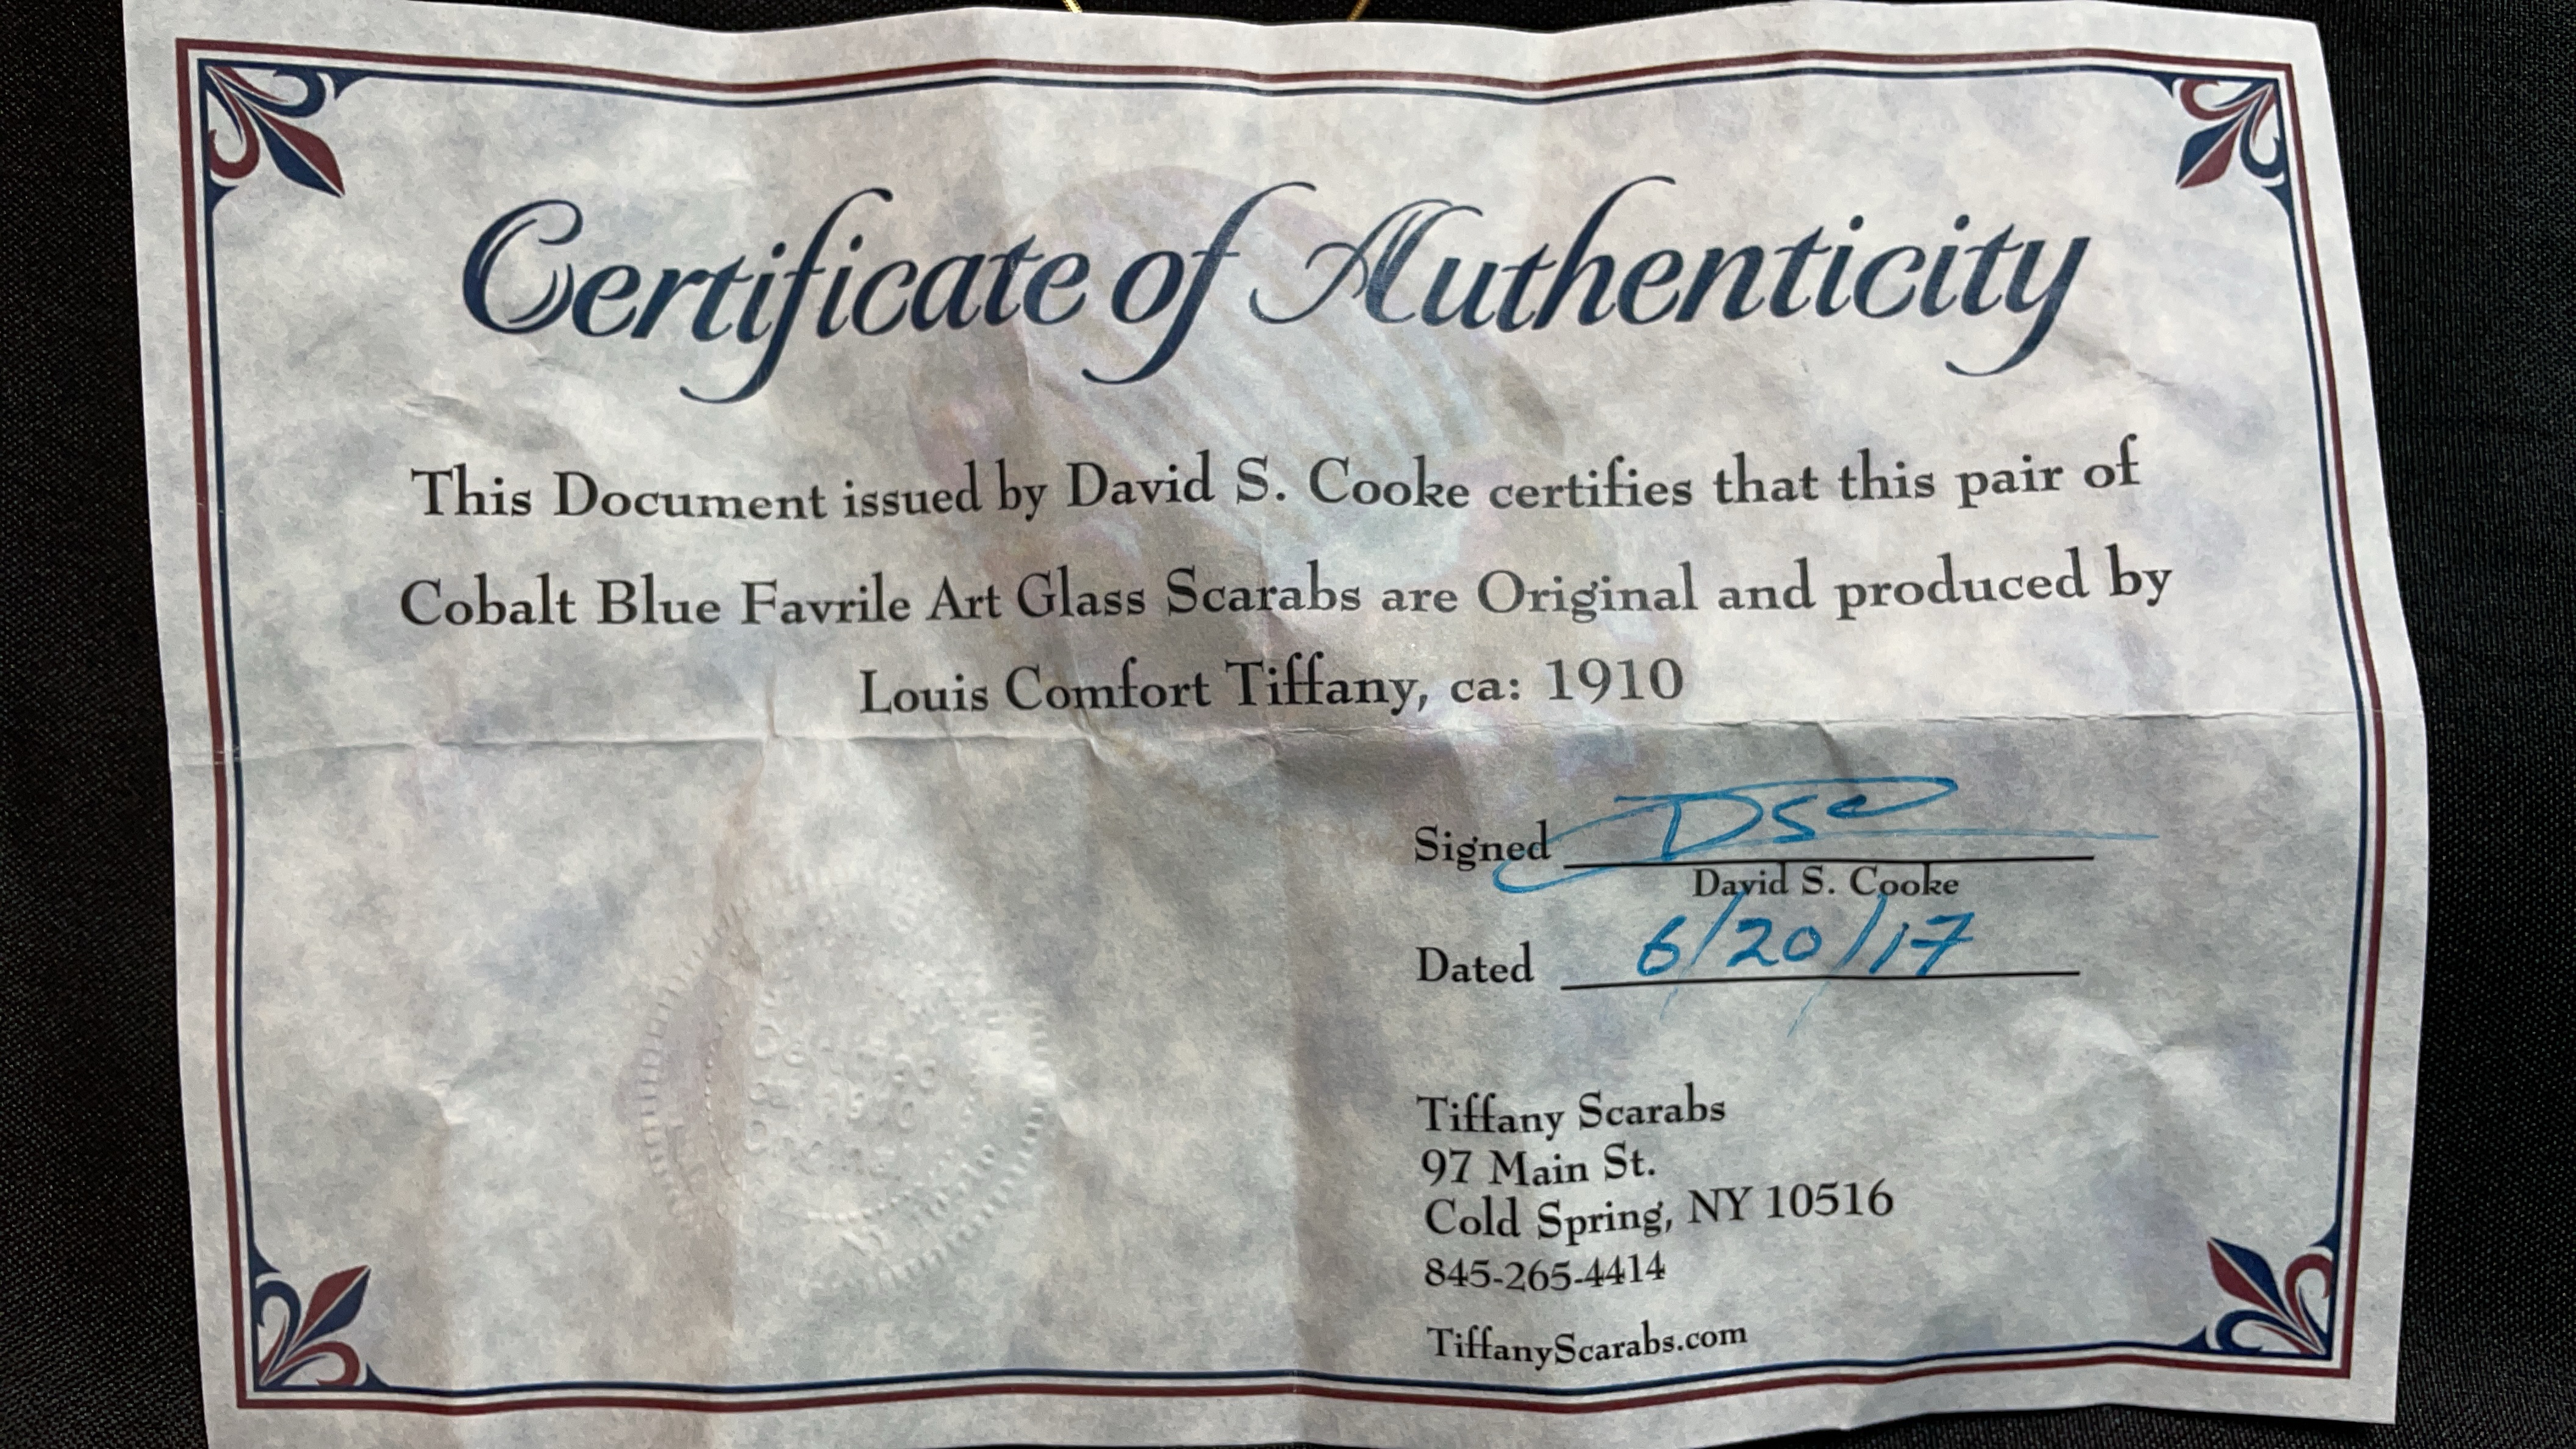 Certificate of Authenticity
This Document issued by David S. Cooke certifies that this pair of
Cobalt Blue Favrile Art Glass Scarabs are Original and produced by
Louis Comfort Tiffany, ca: 1910
Signed DSC
David S. Cooke
Dated 6/20/17
Tiffany Scarabs
97 Main St.
Cold Spring, NY 10516
845-265-4414
TiffanyScarabs.com